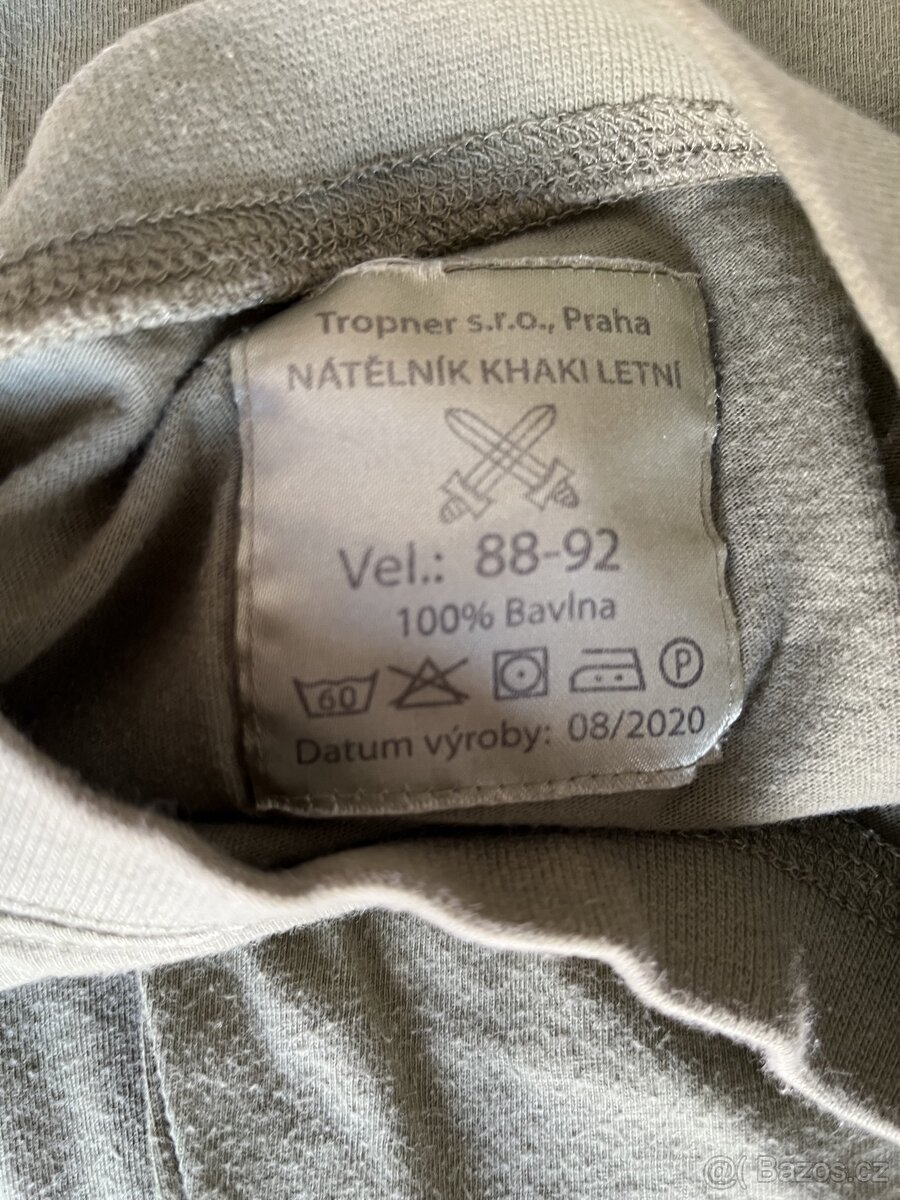 Tropner s.r.o., Praha
NÁTĚLNÍK KHAKI LETNÍ
Vel.: 88-92
100% Bavlna
60 P
Datum výroby: 08/2020
@( Bazos.cz